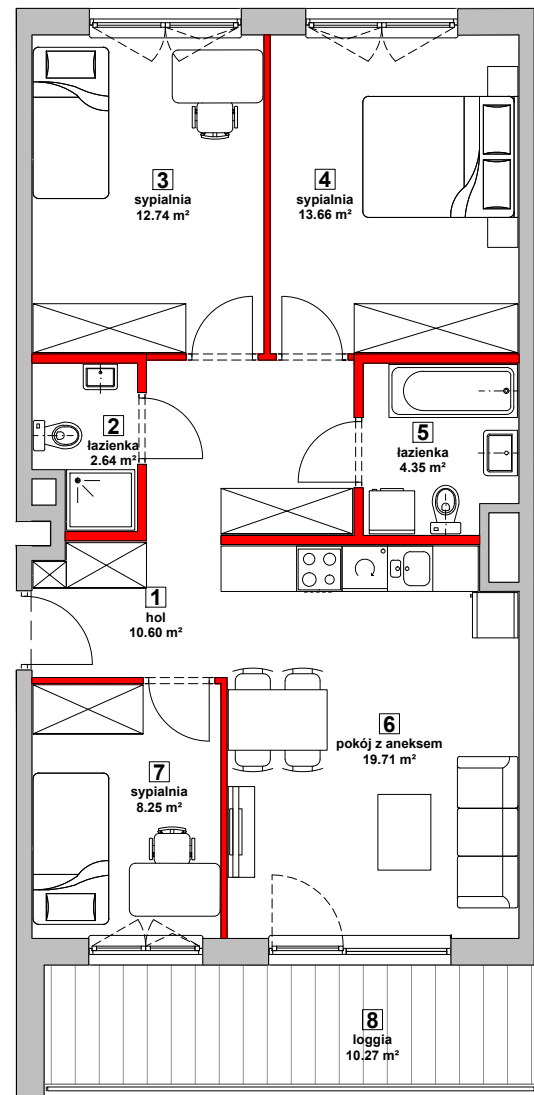 3
sypialnia
12.74 m²
4
sypialnia
13.66 m²
2
łazienka
2.64 m²
5
łazienka
4.35 m²
1
hol
10.60 m²
6
pokój z aneksem
19.71 m²
7
sypialnia
8.25 m²
8
loggia
10.27 m²